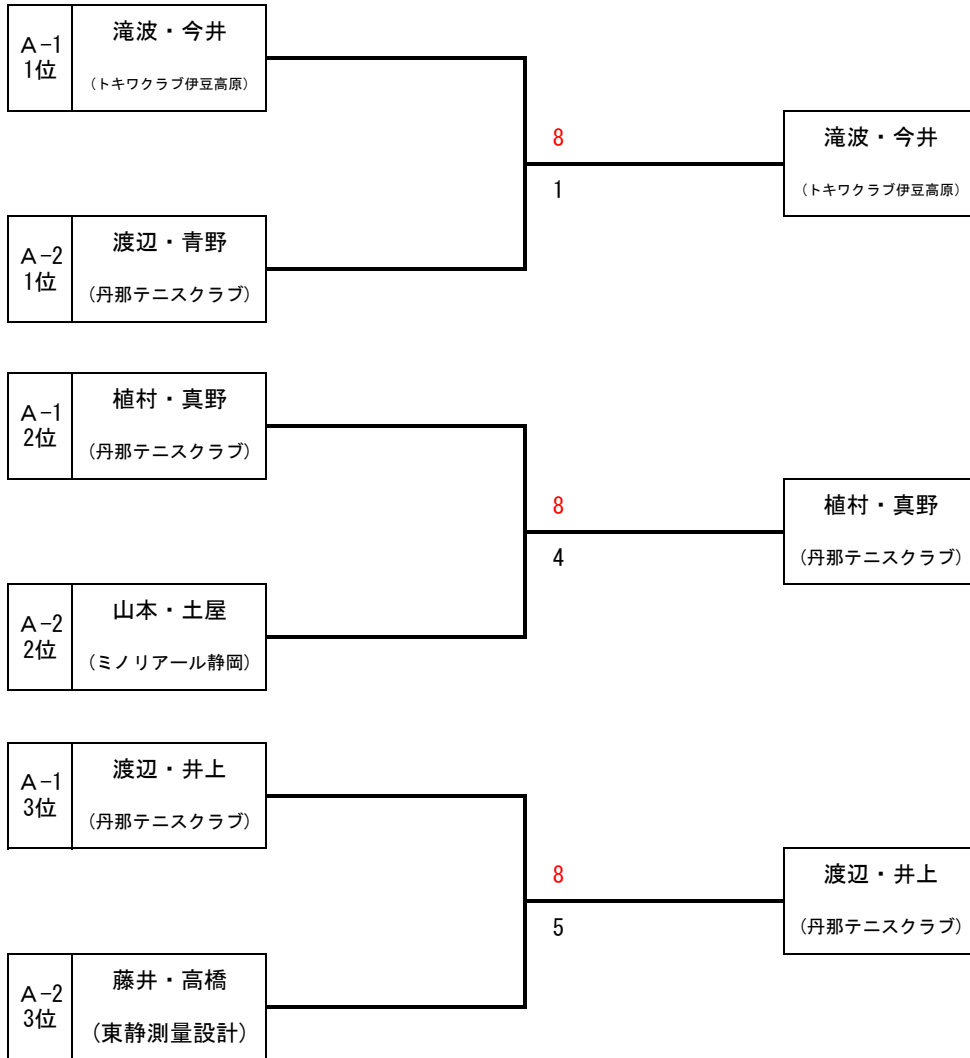 A-1
1位
滝波・今井
(トキワクラブ伊豆高原)
8
1
滝波・今井
(トキワクラブ伊豆高原)
A-2
1位
渡辺・青野
(丹那テニスクラブ)
A-1
2位
植村・真野
(丹那テニスクラブ)
8
4
植村・真野
(丹那テニスクラブ)
A-2
2位
山本・土屋
(ミノリアール静岡)
A-1
3位
渡辺・井上
(丹那テニスクラブ)
8
5
渡辺・井上
(丹那テニスクラブ)
A-2
3位
藤井・高橋
(東静測量設計)